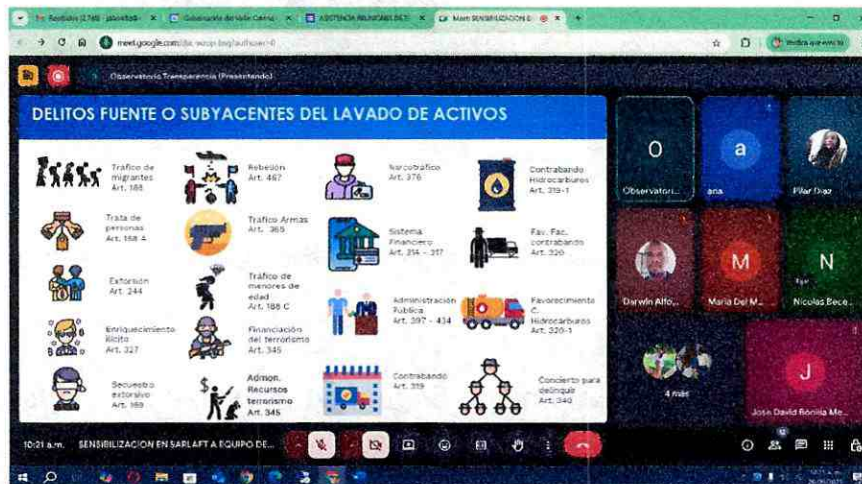 meet.google.com
Observatorio Transparencia (Presentando)
DELITOS FUENTE O SUBYACENTES DEL LAVADO DE ACTIVOS
Tráfico de
migrantes
Art. 188
Rebelión
Art. 467
Narcotráfico
Art. 376
Contrabando
Hidrocarburos
Art. 319-1
Trata de
personas
Art. 188 A
Tráfico Armas
Art. 365
Sistema
Financiero
Art. 314 - 317
Fav. Fac.
contrabando
Art. 320
Extorsión
Art. 244
Tráfico de
menores de
edad
Art. 188 C
Administración
Publica
Art. 397 - 434
Favorecimiento
C.
Hidrocarburos
Art. 320-1
Enriquecimiento
Ilícito
Art. 327
Financiación
del terrorismo
Art. 345
Secuestro
extorsivo
Art. 169
Admon.
Recursos
terrorismo
Art. 345
Contrabando
Art. 319
Concierto para
delinquir
Art. 340
O
Observatori...
a
ana
Pilar Diaz
Darwin Alfo...
M
Maria Del M...
N
Nicolas Bece...
4 más
J
Jose David Bonilla Me...
10:21 a.m.
SENSIBILIZACION EN SARLAFT A EQUIPO DE...